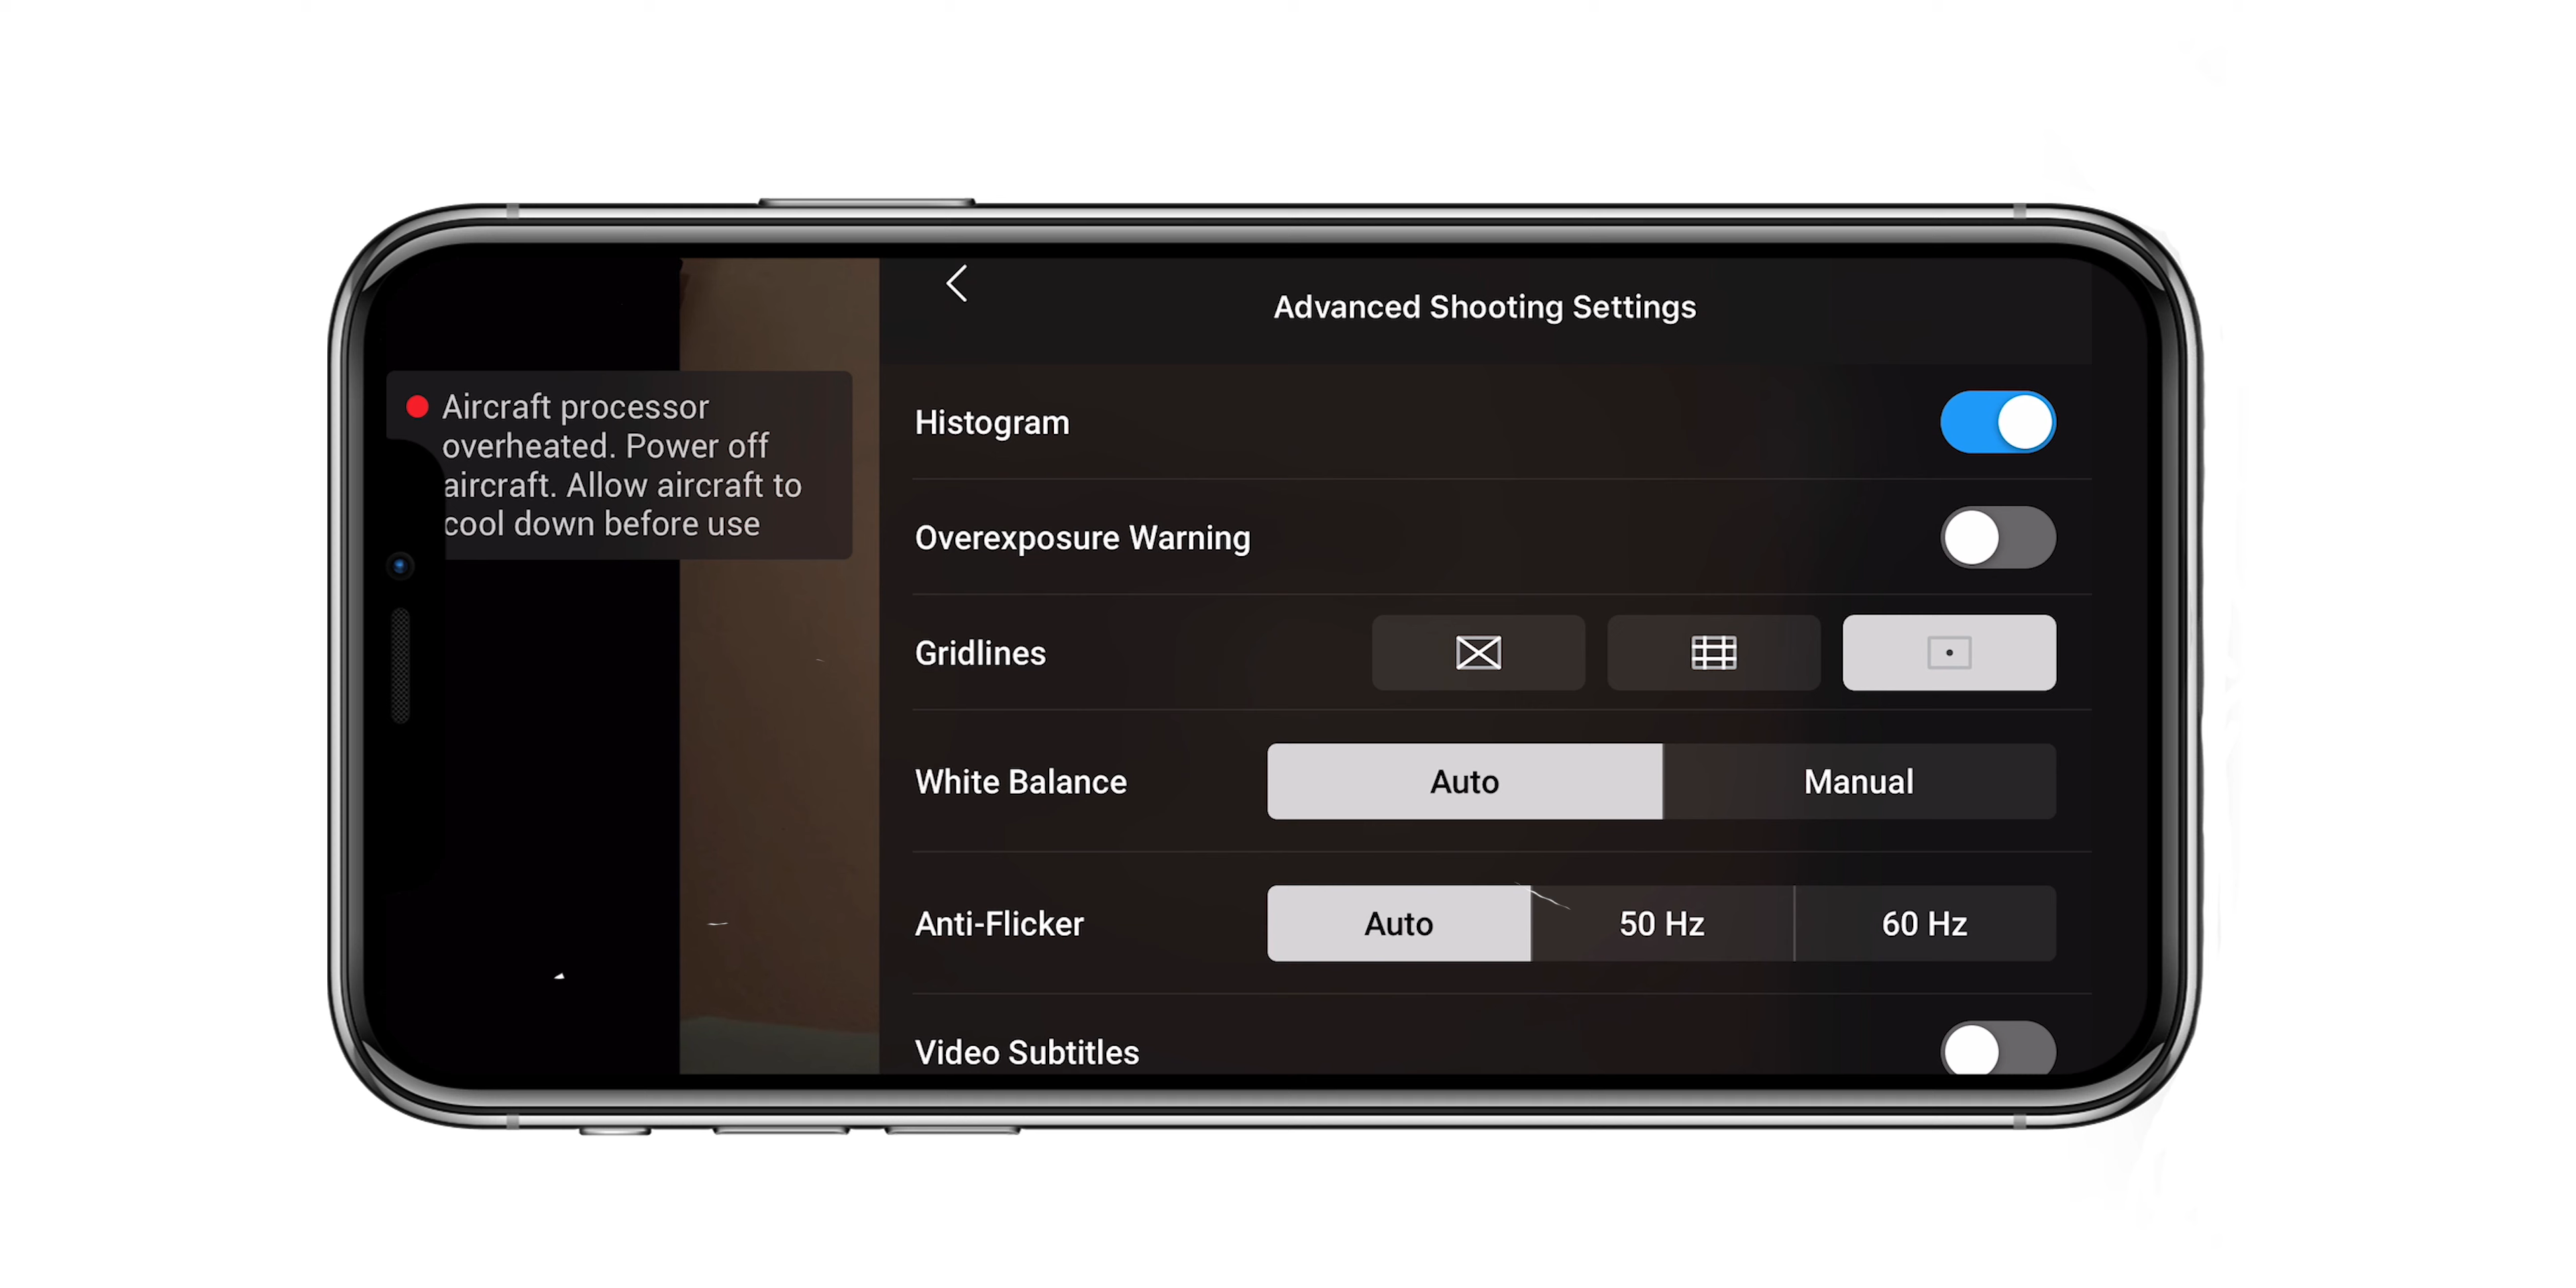 Advanced Shooting Settings
Aircraft processor
overheated. Power off
aircraft. Allow aircraft to
cool down before use
Histogram
Overexposure Warning
Gridlines
White Balance Auto Manual
Anti-Flicker Auto 50 Hz 60 Hz
Video Subtitles